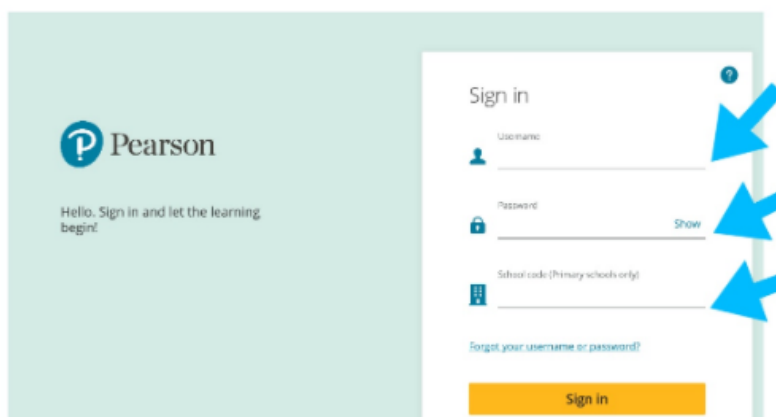 Pearson
Hello. Sign in and let the learning
begin!
?
Sign in
Username
Password
Show
School code (Primary schools only)
Forgot your username or password?
Sign in